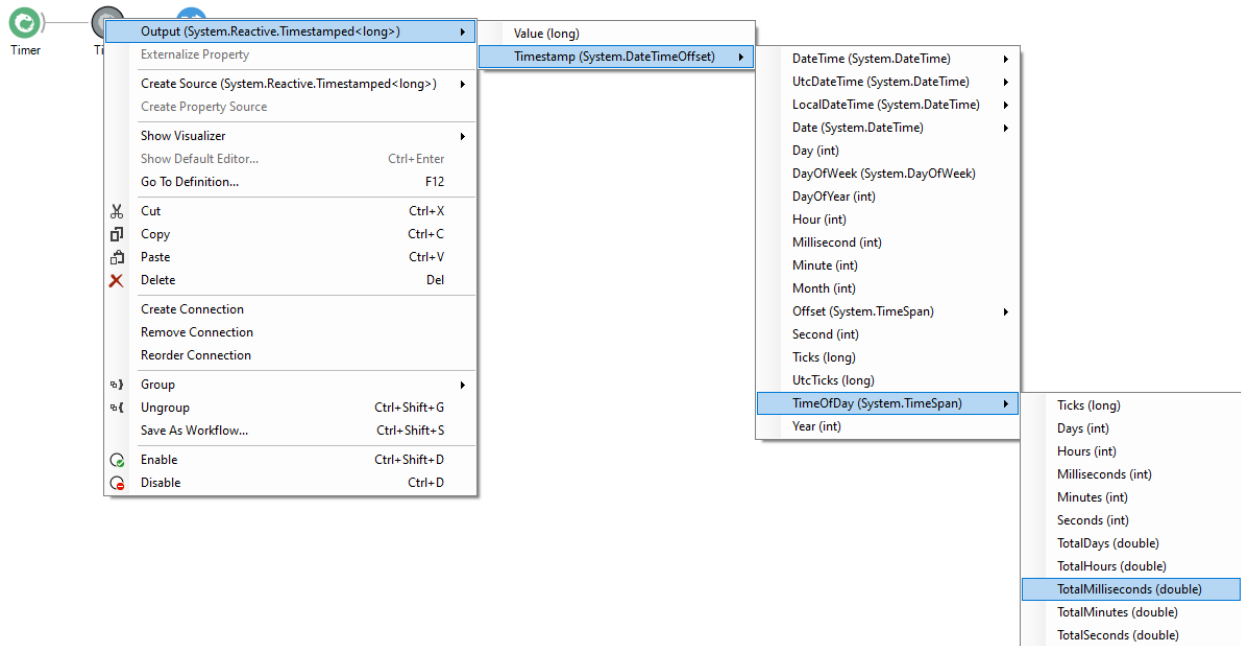 Timer
Ti
Output (System.Reactive.Timestamped<long>)
Externalize Property
Create Source (System.Reactive.Timestamped<long>)
Create Property Source
Show Visualizer
Show Default Editor... Ctrl+Enter
Go To Definition... F12
Cut Ctrl+X
Copy Ctrl+C
Paste Ctrl+V
Delete Del
Create Connection
Remove Connection
Reorder Connection
Group
Ungroup Ctrl+Shift+G
Save As Workflow... Ctrl+Shift+S
Enable Ctrl+Shift+D
Disable Ctrl+D
Value (long)
Timestamp (System.DateTimeOffset)
DateTime (System.DateTime)
UtcDateTime (System.DateTime)
LocalDateTime (System.DateTime)
Date (System.DateTime)
Day (int)
DayOfWeek (System.DayOfWeek)
DayOfYear (int)
Hour (int)
Millisecond (int)
Minute (int)
Month (int)
Offset (System.TimeSpan)
Second (int)
Ticks (long)
UtcTicks (long)
TimeOfDay (System.TimeSpan)
Year (int)
Ticks (long)
Days (int)
Hours (int)
Milliseconds (int)
Minutes (int)
Seconds (int)
TotalDays (double)
TotalHours (double)
TotalMilliseconds (double)
TotalMinutes (double)
TotalSeconds (double)